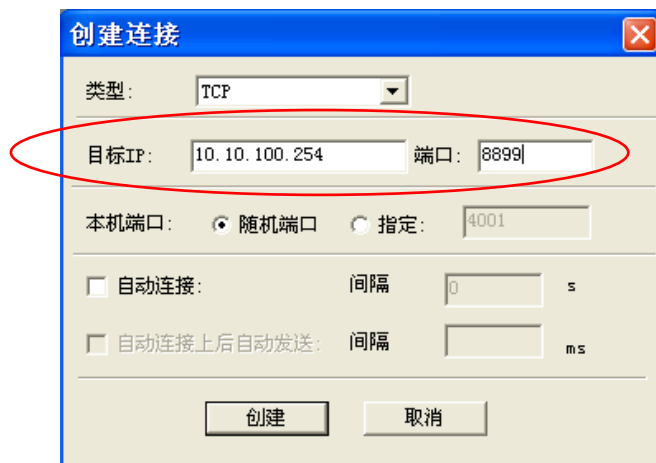 创建连接
类型: TCP
目标IP: 10.10.100.254 端口: 8899
本机端口: 随机端口 指定: 4001
自动连接: 间隔 0 s
自动连接上后自动发送: 间隔 ms
创建 取消